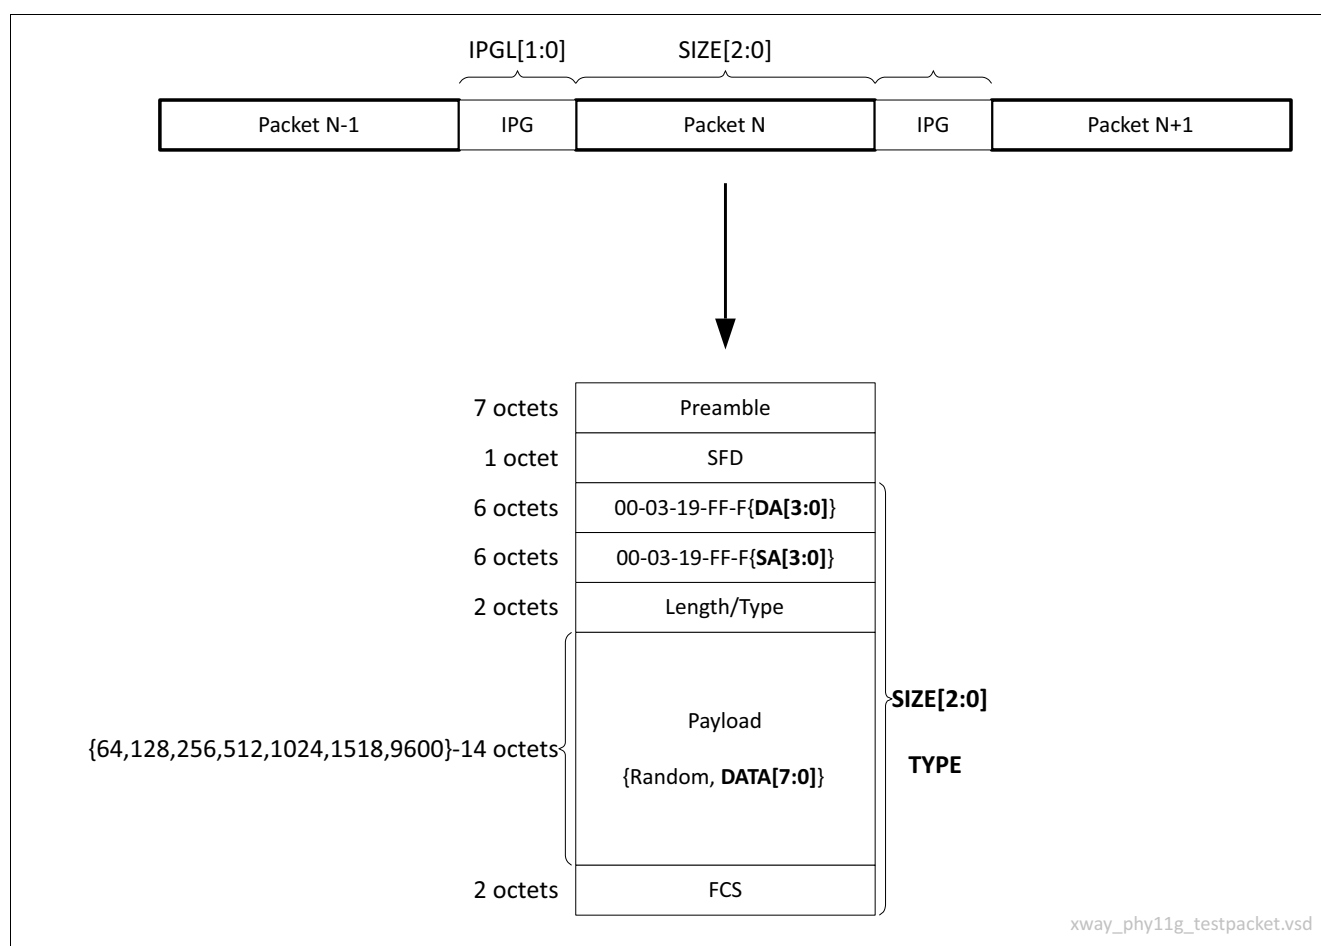 IPGL[1:0] SIZE[2:0]
Packet N-1 IPG Packet N IPG Packet N+1
7 octets Preamble
1 octet SFD
6 octets 00-03-19-FF-F{DA[3:0]}
6 octets 00-03-19-FF-F{SA[3:0]}
2 octets Length/Type
SIZE[2:0]
Payload
{64,128,256,512,1024,1518,9600}-14 octets
TYPE
{Random, DATA[7:0]}
2 octets FCS
xway_phy11g_testpacket.vsd